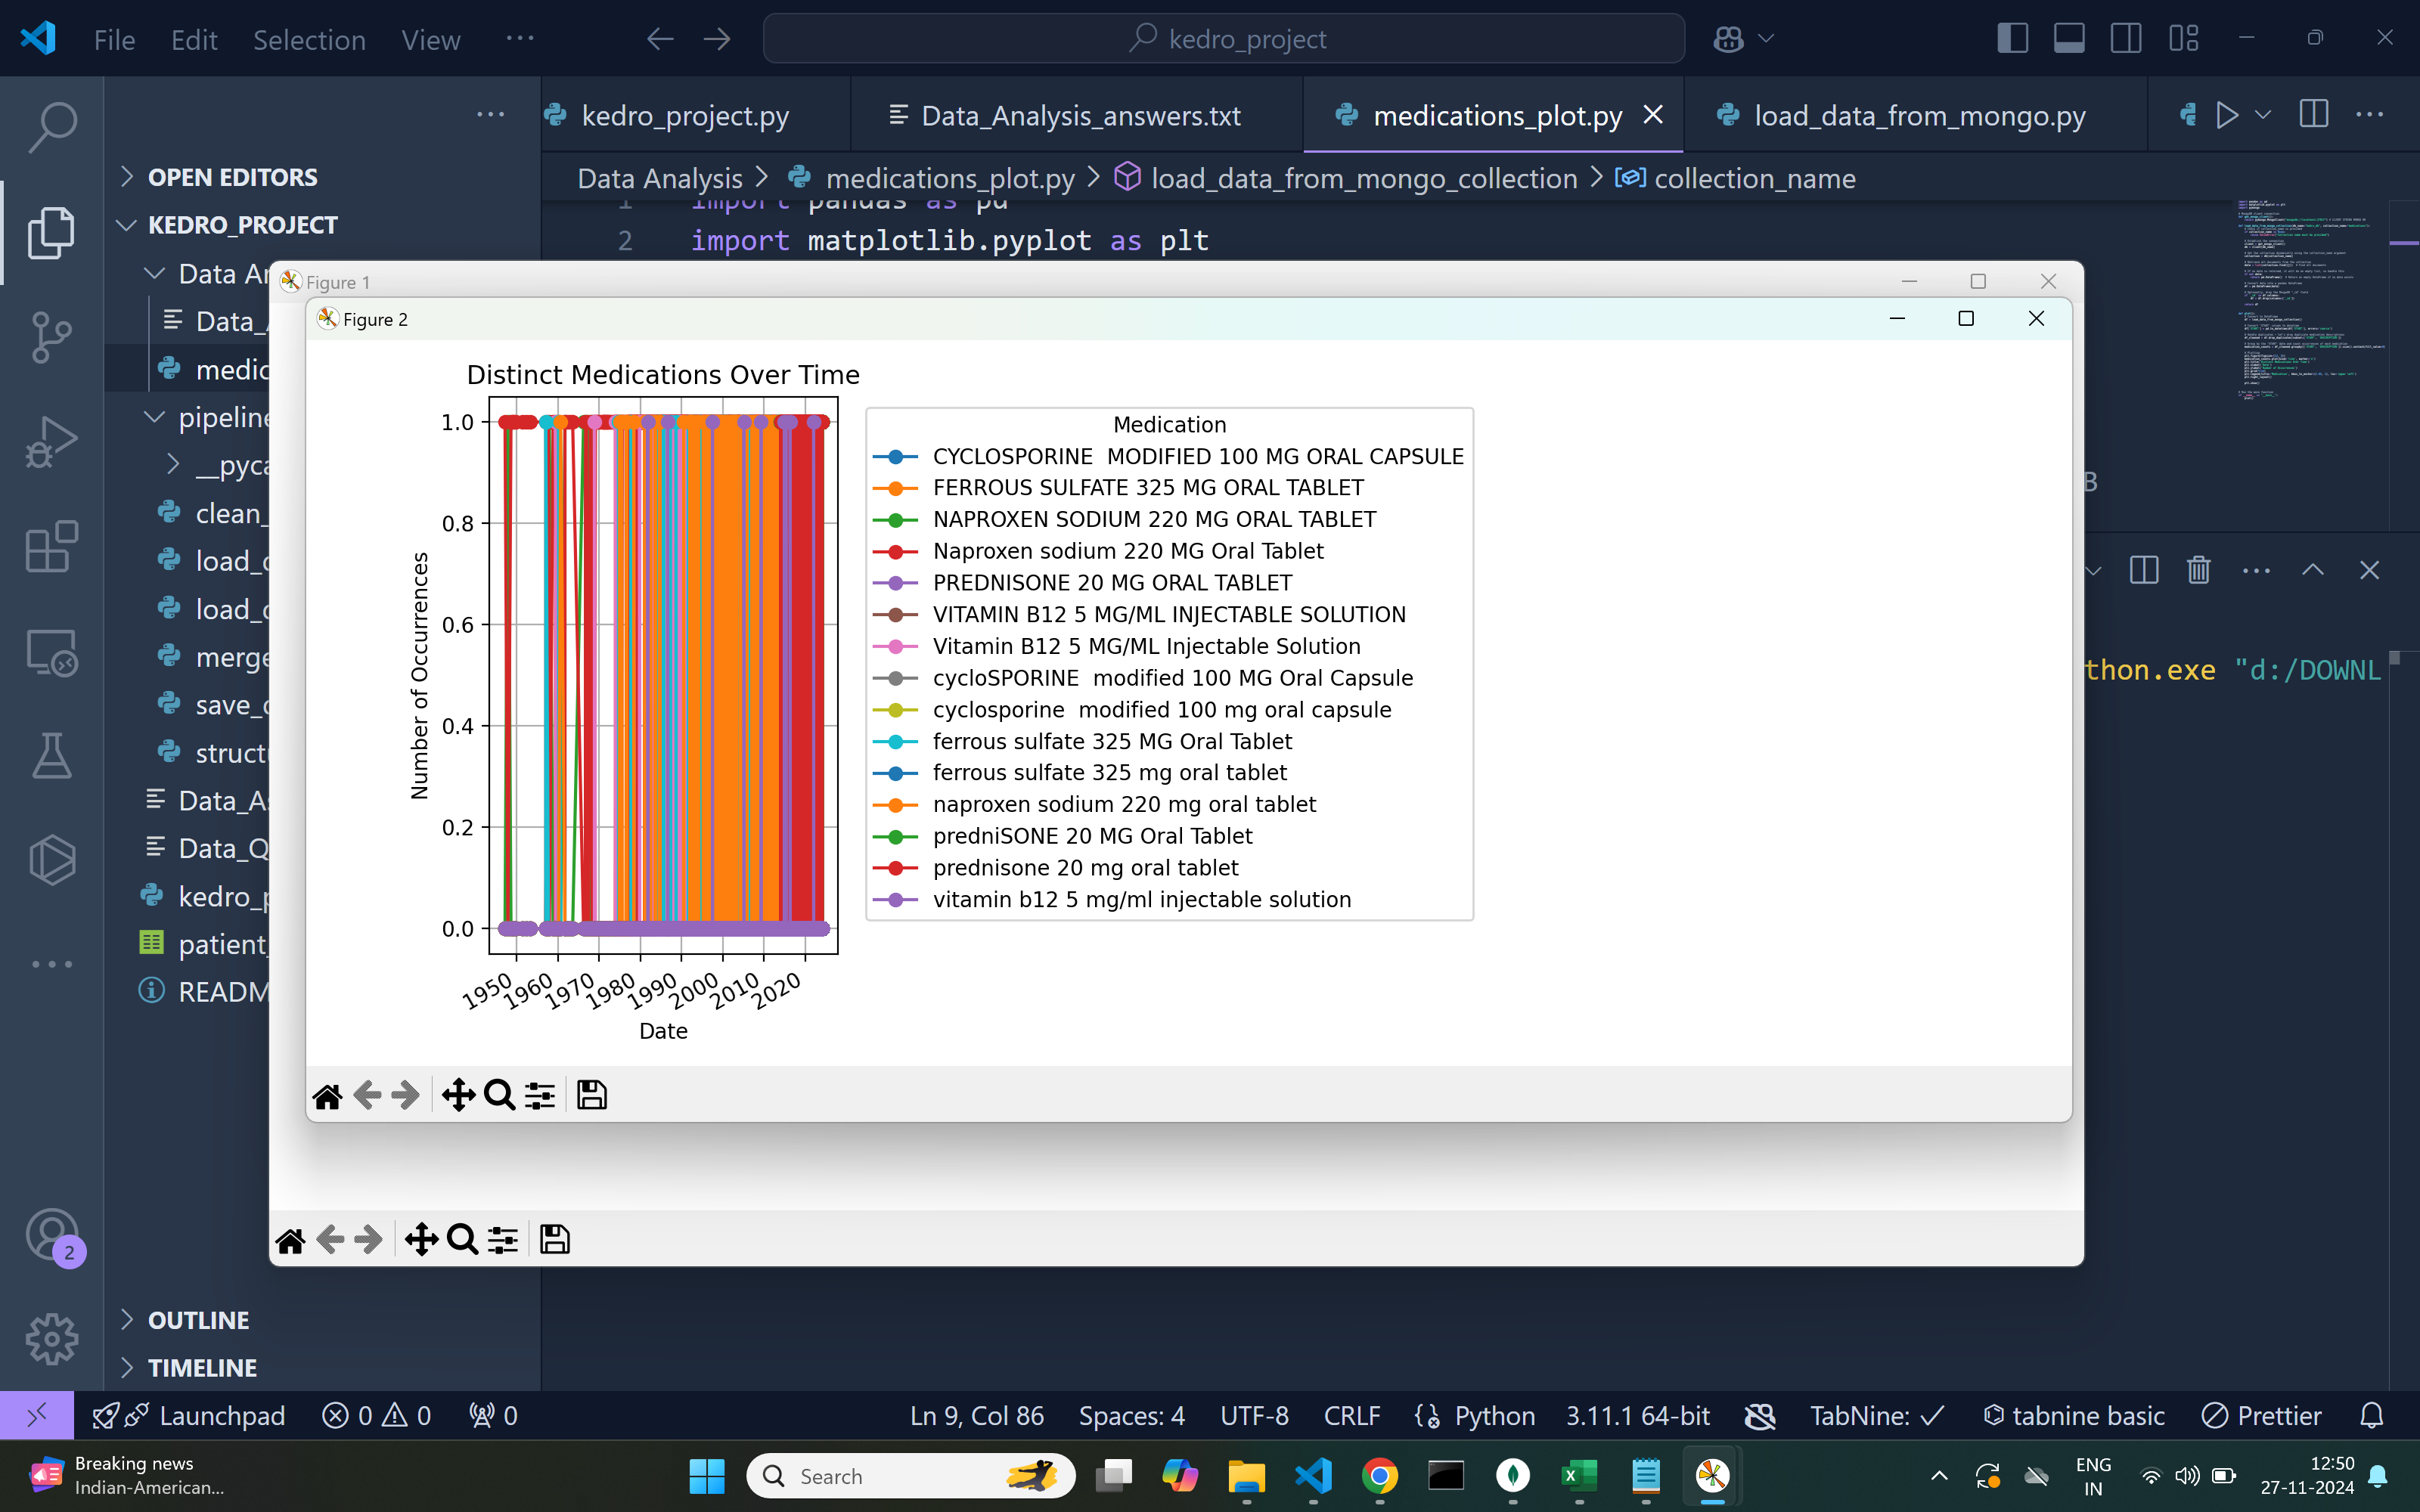 File Edit Selection View ...
kedro_project
kedro_project.py
Data_Analysis_answers.txt
medications_plot.py
load_data_from_mongo.py
Data Analysis > medications_plot.py > load_data_from_mongo_collection > collection_name
OPEN EDITORS
KEDRO_PROJECT
1 import pandas as pd
2 import matplotlib.pyplot as plt
Data
Data_
medic
pipeline
clean_
merge
save_
Data_
Data_Q
kedro_p
patient_
READM
OUTLINE
TIMELINE
Figure 1
Figure 2
Distinct Medications Over Time
1.0
0.8
0.6
0.4
0.2
0.0
Number of Occurrences
1950 1960 1970 1980 1990 2000 2010 2020
Date
Medication
CYCLOSPORINE  MODIFIED 100 MG ORAL CAPSULE
FERROUS SULFATE 325 MG ORAL TABLET
NAPROXEN SODIUM 220 MG ORAL TABLET
Naproxen sodium 220 MG Oral Tablet
PREDNISONE 20 MG ORAL TABLET
VITAMIN B12 5 MG/ML INJECTABLE SOLUTION
Vitamin B12 5 MG/ML Injectable Solution
cycloSPORINE  modified 100 MG Oral Capsule
cyclosporine  modified 100 mg oral capsule
ferrous sulfate 325 MG Oral Tablet
ferrous sulfate 325 mg oral tablet
naproxen sodium 220 mg oral tablet
predniSONE 20 MG Oral Tablet
prednisone 20 mg oral tablet
vitamin b12 5 mg/ml injectable solution
thon.exe "d:/DOWNL
2
Launchpad 0 0 0
Ln 9, Col 86 Spaces: 4 UTF-8 CRLF Python 3.11.1 64-bit TabNine: tabnine basic Prettier
Breaking news
Indian-American...
Search
ENG
IN
12:50
27-11-2024